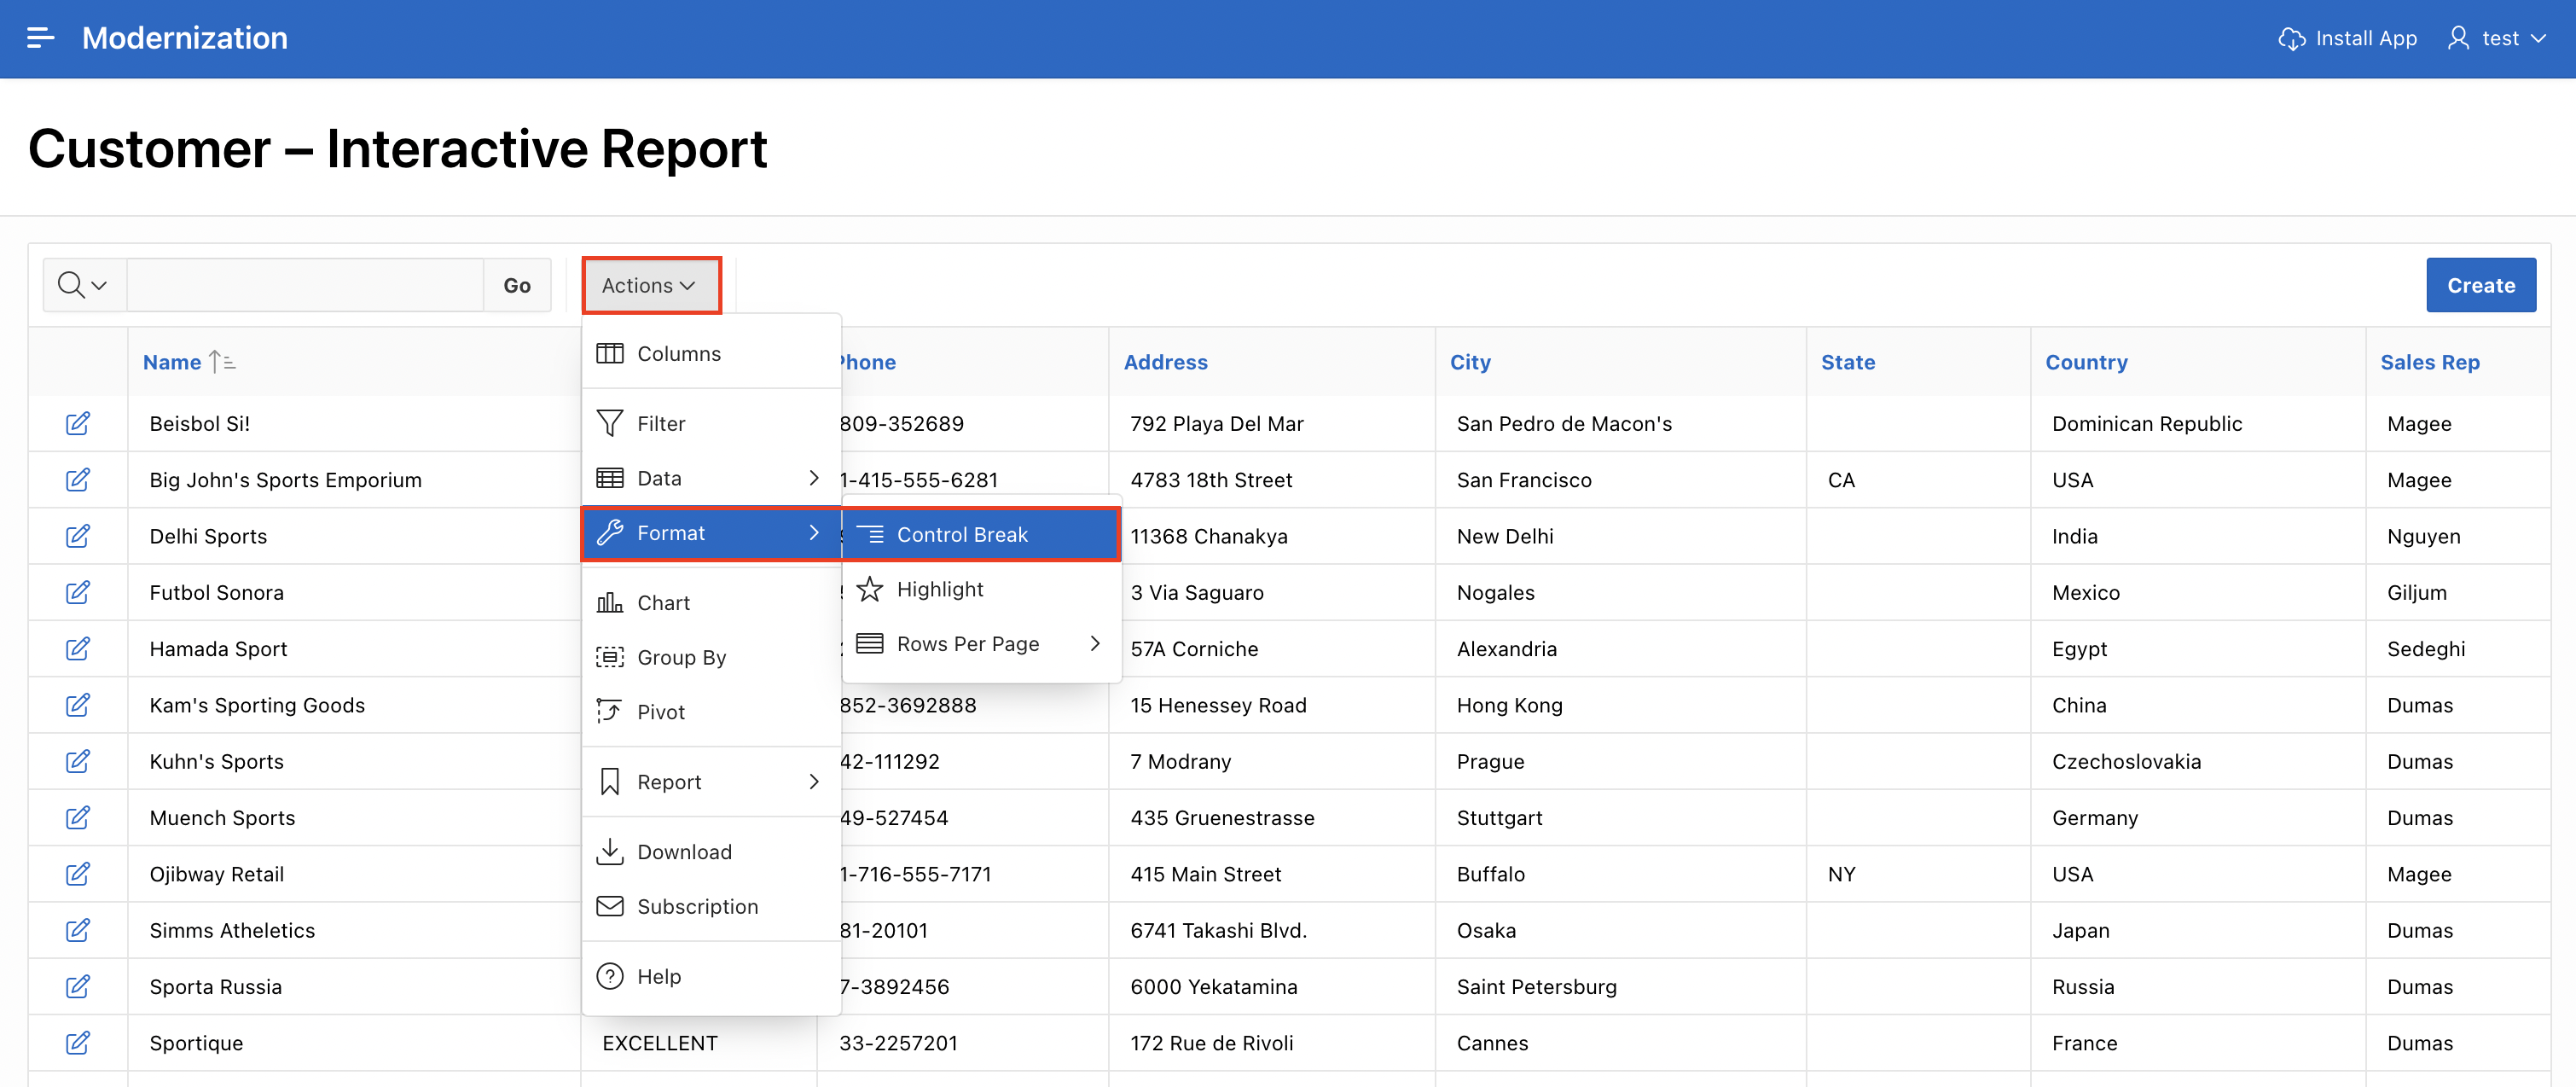 Modernization
Install App
test
Customer – Interactive Report
Go
Actions
Create
Name
Phone
Address
City
State
Country
Sales Rep
Columns
Filter
Data
Format
Chart
Group By
Pivot
Report
Download
Subscription
Help
Control Break
Highlight
Rows Per Page
Beisbol Si! 809-352689 792 Playa Del Mar San Pedro de Macon's Dominican Republic Magee
Big John's Sports Emporium 1-415-555-6281 4783 18th Street San Francisco CA USA Magee
Delhi Sports 11368 Chanakya New Delhi India Nguyen
Futbol Sonora 3 Via Saguaro Nogales Mexico Giljum
Hamada Sport 57A Corniche Alexandria Egypt Sedeghi
Kam's Sporting Goods 852-3692888 15 Henessey Road Hong Kong China Dumas
Kuhn's Sports 42-111292 7 Modrany Prague Czechoslovakia Dumas
Muench Sports 49-527454 435 Gruenestrasse Stuttgart Germany Dumas
Ojibway Retail 1-716-555-7171 415 Main Street Buffalo NY USA Magee
Simms Atheletics 81-20101 6741 Takashi Blvd. Osaka Japan Dumas
Sporta Russia 7-3892456 6000 Yekatamina Saint Petersburg Russia Dumas
Sportique EXCELLENT 33-2257201 172 Rue de Rivoli Cannes France Dumas